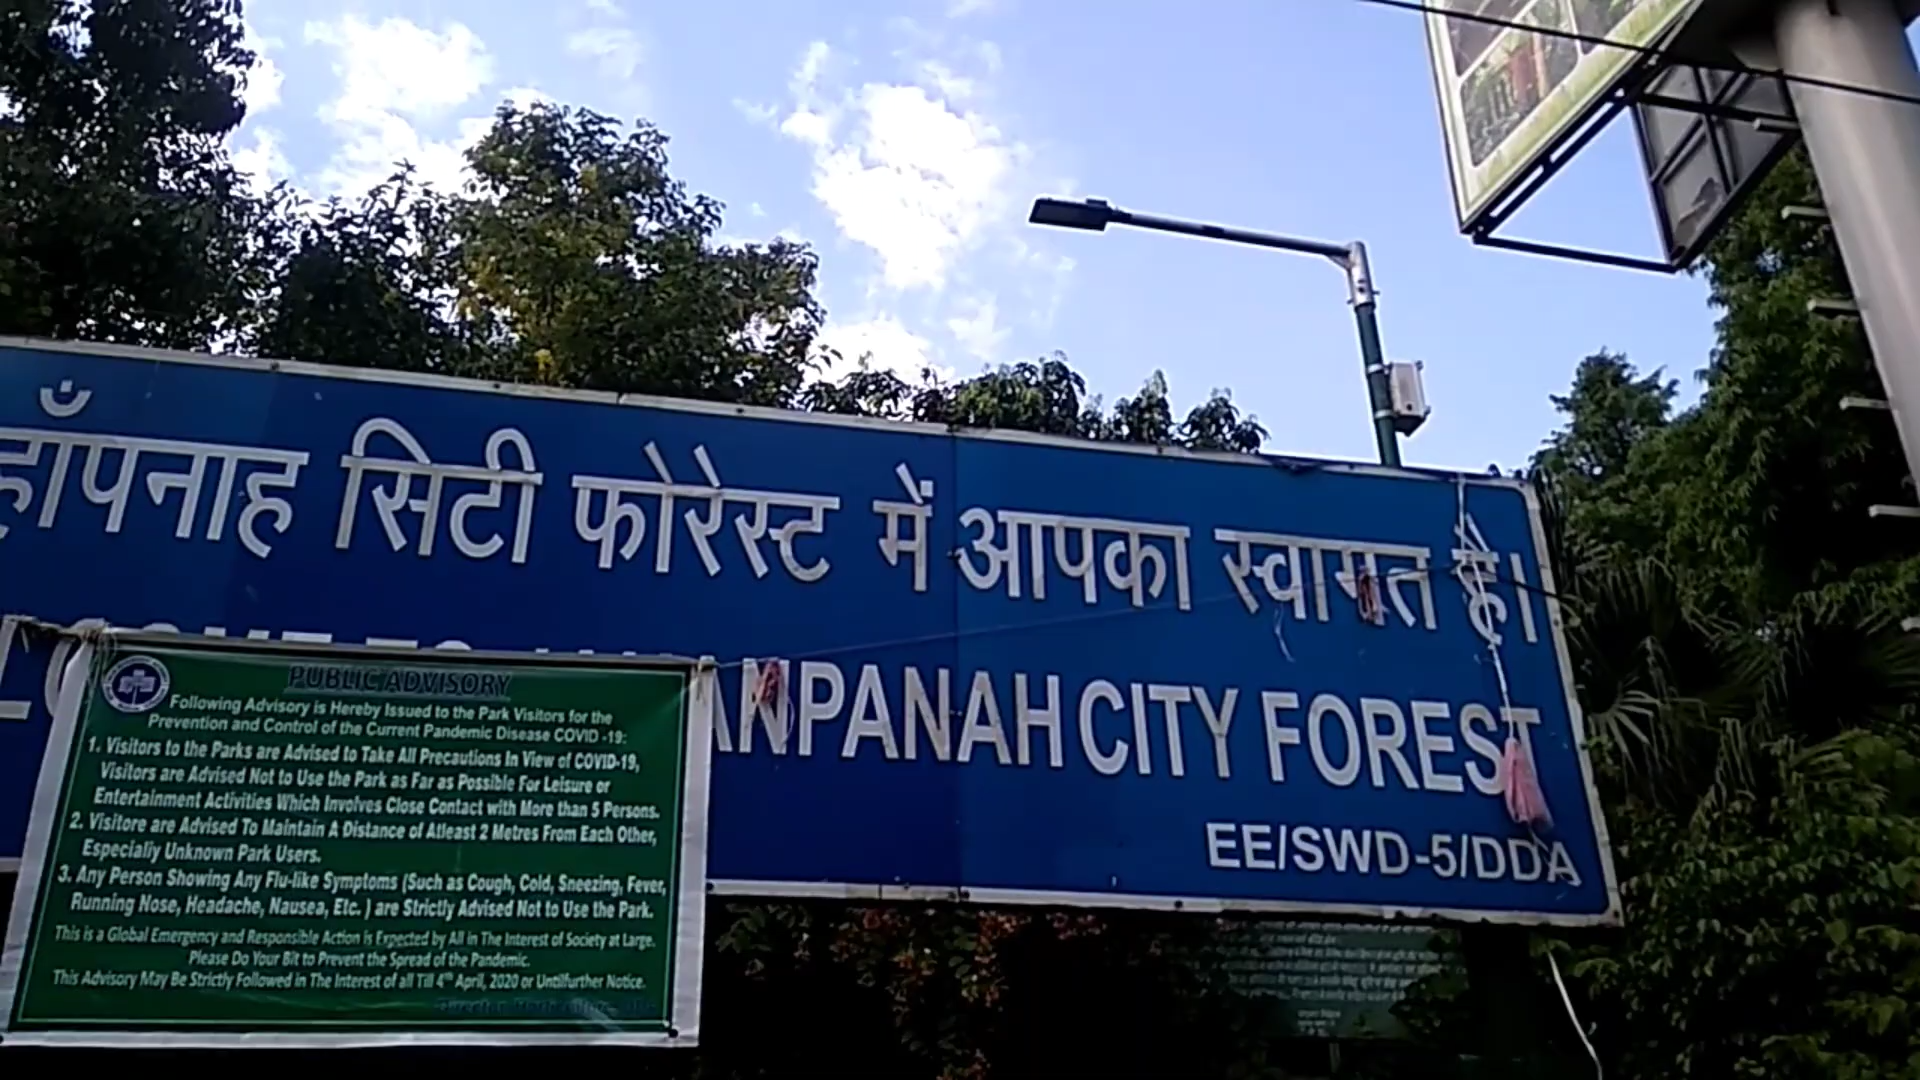 हाँपनाह सिटी फोरेस्ट में आपका स्वागत है।
ANPANAH CITY FOREST
EE/SWD-5/DDA
PUBLIC ADVISORY
Following Advisory is Hereby Issued to the Park Visitors for the
Prevention and Control of the Current Pandemic Disease COVID -19:
1. Visitors to the Parks are Advised to Take All Precautions In View of COVID-19,
Visitors are Advised Not to Use the Park as Far as Possible For Leisure or
Entertainment Activities Which Involves Close Contact with More than 5 Persons.
2. Visitore are Advised To Maintain A Distance of Atleast 2 Metres From Each Other,
Especially Unknown Park Users.
3. Any Person Showing Any Flu-like Symptoms (Such as Cough, Cold, Sneezing, Fever,
Running Nose, Headache, Nausea, Etc. ) are Strictly Advised Not to Use the Park.
This is a Global Emergency and Responsible Action is Expected by All in The Interest of Society at Large.
Please Do Your Bit to Prevent the Spread of the Pandemic.
This Advisory May Be Strictly Followed in The Interest of all Till 4th April, 2020 or Untilfurther Notice.